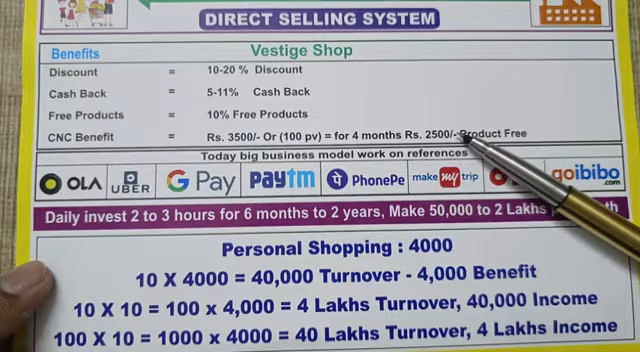 DIRECT SELLING SYSTEM
Benefits Vestige Shop
Discount = 10-20 % Discount
Cash Back = 5-11% Cash Back
Free Products = 10% Free Products
CNC Benefit = Rs. 3500/- Or (100 pv) = for 4 months Rs. 2500/- Product Free
Today big business model work on references
OLA UBER G Pay paytm PhonePe make my trip goibibo.com
Daily invest 2 to 3 hours for 6 months to 2 years, Make 50,000 to 2 Lakhs
Personal Shopping : 4000
10 X 4000 = 40,000 Turnover - 4,000 Benefit
10 X 10 = 100 x 4,000 = 4 Lakhs Turnover, 40,000 Income
100 X 10 = 1000 x 4000 = 40 Lakhs Turnover, 4 Lakhs Income